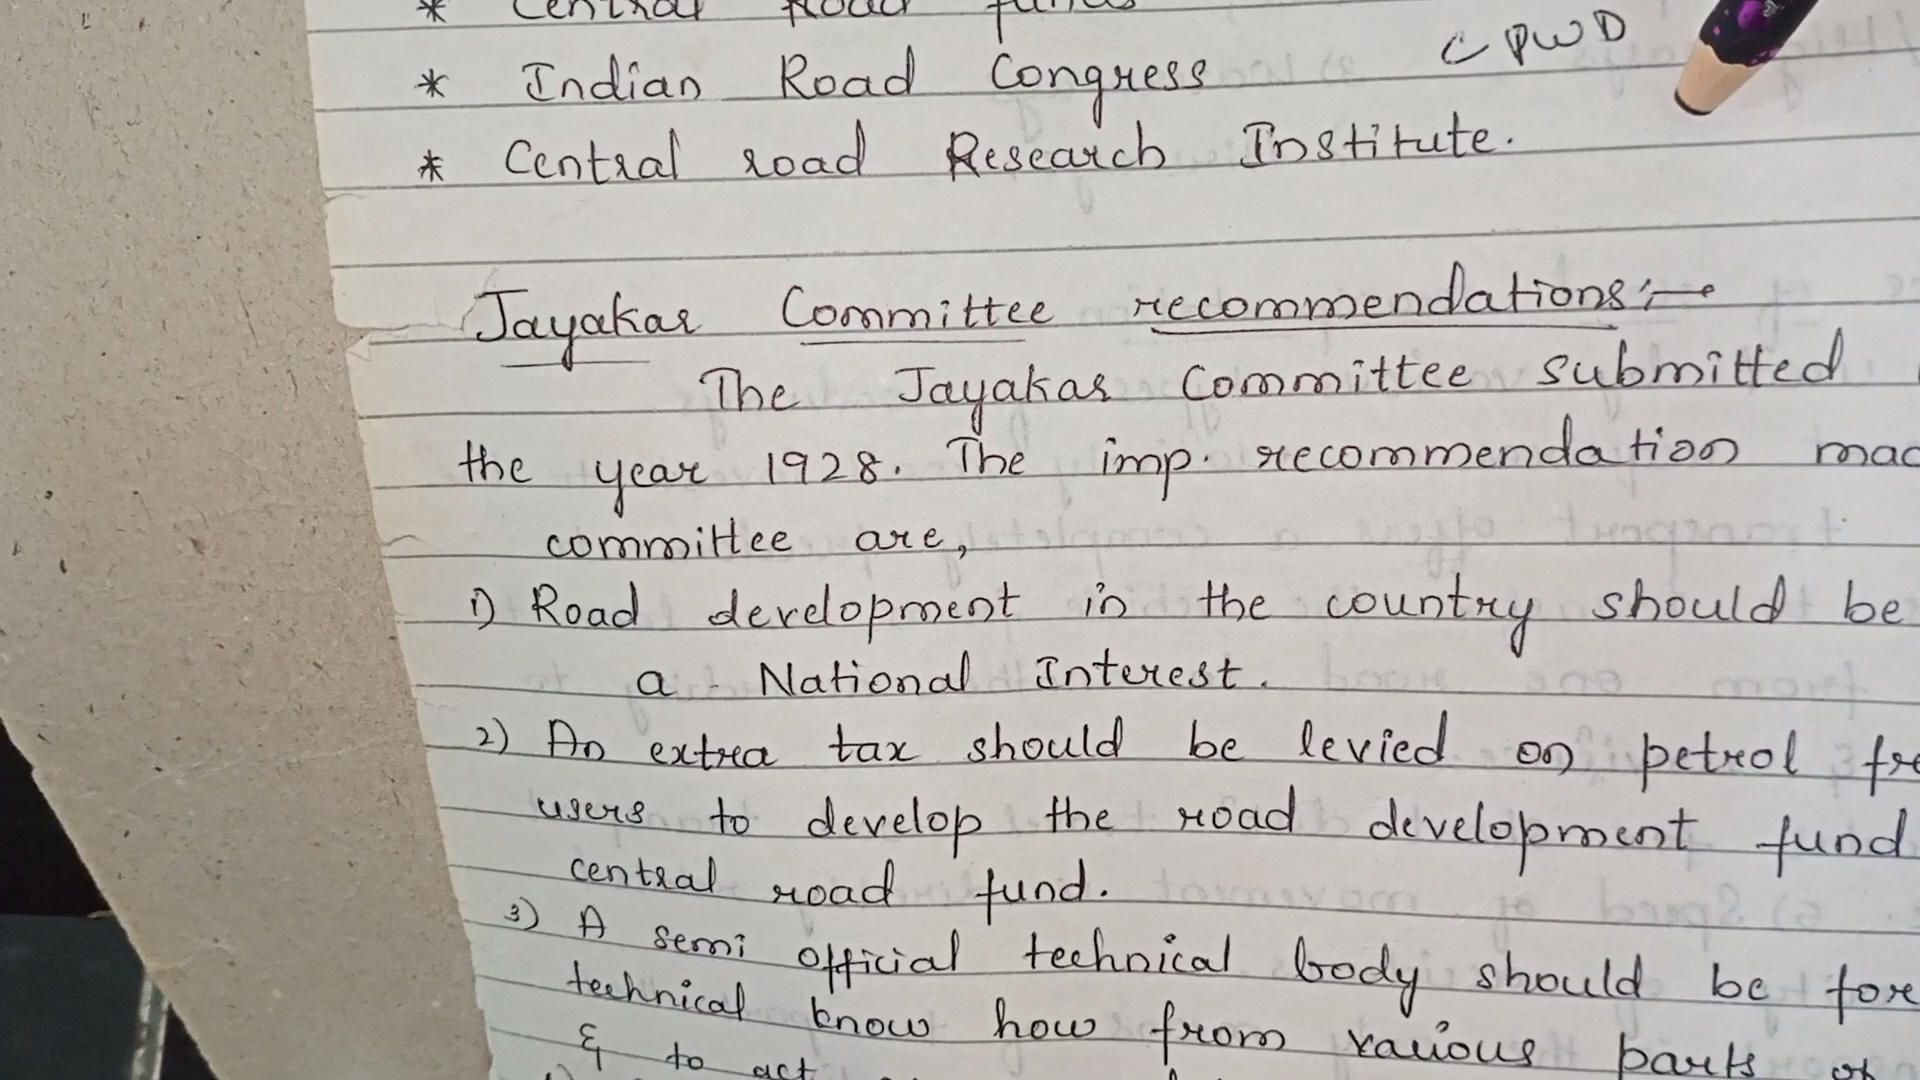 * Central Road funds
* Indian Road Congress
CPWD
* Central road Research Institute.
Jayakar Committee recommendations:-
The Jayakar Committee submitted
the year 1928. The imp. recommendation
committee are,
1) Road development in the country should be
a National Interest.
2) An extra tax should be levied on petrol
users to develop the road development fund
central road fund.
3) A semi official technical body should be
technical know how from various parts
& to act